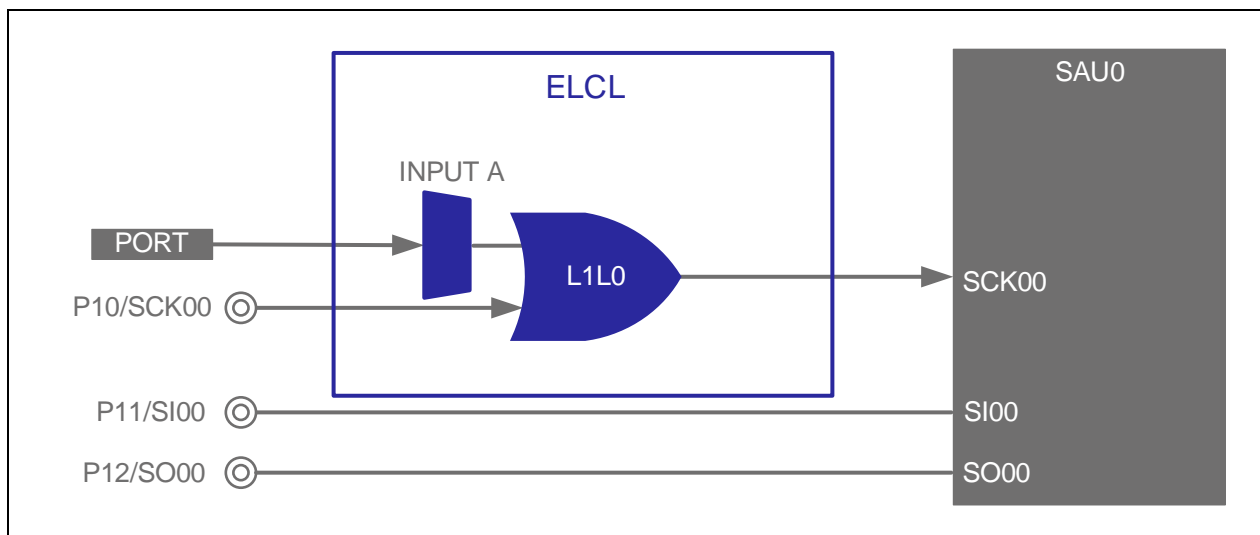 ELCL
SAU0
INPUT A
PORT
L1L0
P10/SCK00
SCK00
P11/SI00
SI00
P12/SO00
SO00